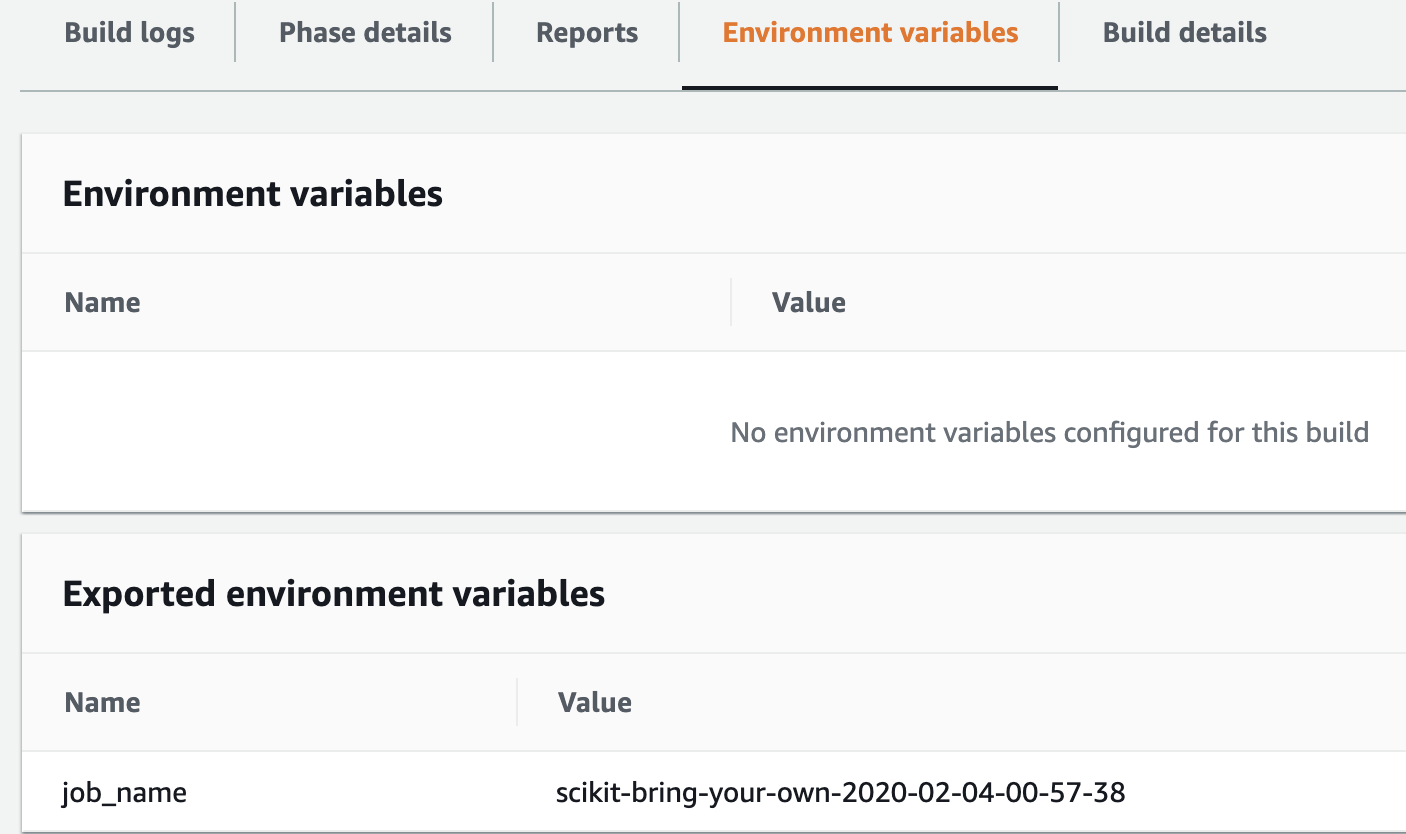 Build logs Phase details Reports Environment variables Build details
Environment variables
Name Value
No environment variables configured for this build
Exported environment variables
Name Value
job_name scikit-bring-your-own-2020-02-04-00-57-38